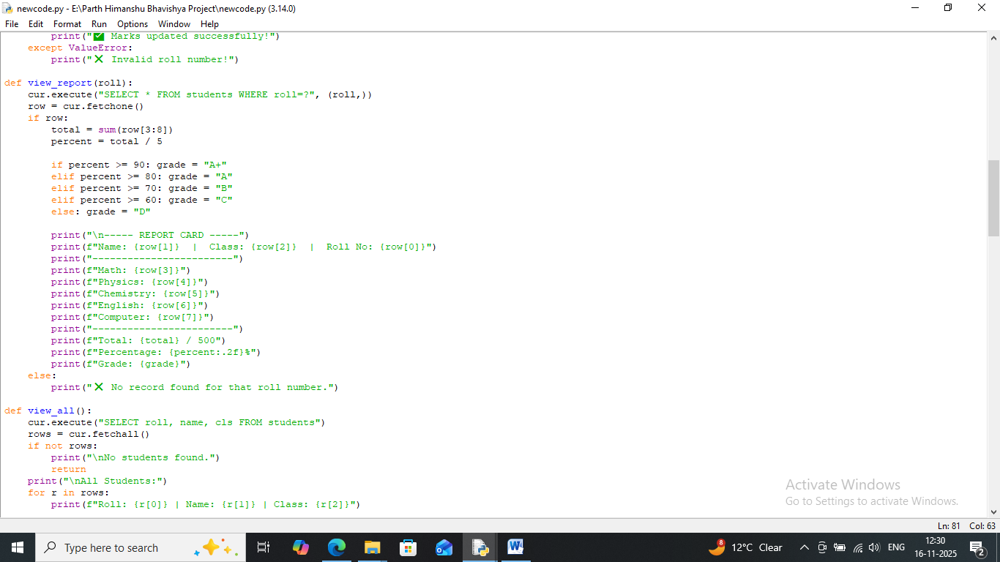 newcode.py - E:\Parth Himanshu Bhavishya Project\newcode.py (3.14.0)
File Edit Format Run Options Window Help
        print("✅ Marks updated successfully!")
    except ValueError:
        print("❌ Invalid roll number!")

def view_report(roll):
    cur.execute("SELECT * FROM students WHERE roll=?", (roll,))
    row = cur.fetchone()
    if row:
        total = sum(row[3:8])
        percent = total / 5

        if percent >= 90: grade = "A+"
        elif percent >= 80: grade = "A"
        elif percent >= 70: grade = "B"
        elif percent >= 60: grade = "C"
        else: grade = "D"

        print("\n----- REPORT CARD -----")
        print(f"Name: {row[1]}  |  Class: {row[2]}  |  Roll No: {row[0]}")
        print("------------------------")
        print(f"Math: {row[3]}")
        print(f"Physics: {row[4]}")
        print(f"Chemistry: {row[5]}")
        print(f"English: {row[6]}")
        print(f"Computer: {row[7]}")
        print("------------------------")
        print(f"Total: {total} / 500")
        print(f"Percentage: {percent:.2f}%")
        print(f"Grade: {grade}")
    else:
        print("❌ No record found for that roll number.")

def view_all():
    cur.execute("SELECT roll, name, cls FROM students")
    rows = cur.fetchall()
    if not rows:
        print("\nNo students found.")
        return
    print("\nAll Students:")
    for r in rows:
        print(f"Roll: {r[0]} | Name: {r[1]} | Class: {r[2]}")
Activate Windows
Go to Settings to activate Windows.
Ln: 81 Col: 63
Type here to search
8
12°C Clear
ENG
12:30
16-11-2025
2